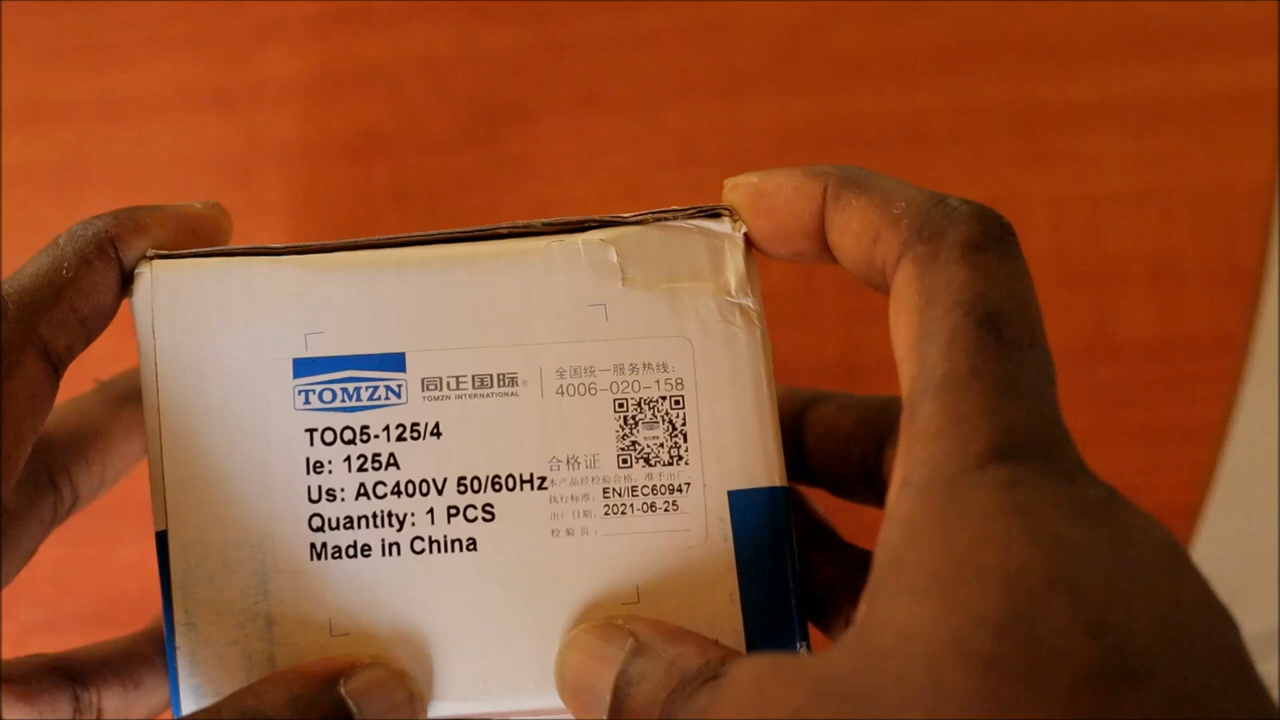 TOMZN
同正国际®
TOMZN INTERNATIONAL
全国统一服务热线:
4006-020-158
TOQ5-125/4
Ie: 125A
Us: AC400V 50/60Hz
Quantity: 1 PCS
Made in China
合格证
本产品经检验合格，准予出厂。
执行标准: EN/IEC60947
出厂日期: 2021-06-25
检验员: